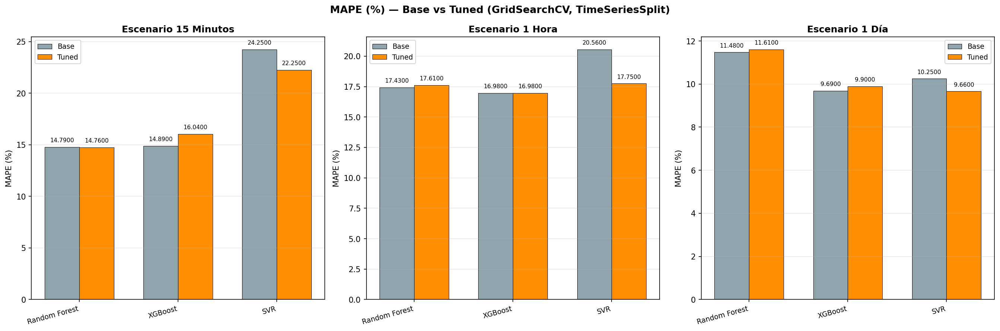 MAPE (%) — Base vs Tuned (GridSearchCV, TimeSeriesSplit)
Escenario 15 Minutos
MAPE (%)
25
20
15
10
5
0
Base
Tuned
14.7900
14.7600
14.8900
16.0400
24.2500
22.2500
Random Forest
XGBoost
SVR
Escenario 1 Hora
MAPE (%)
20.0
17.5
15.0
12.5
10.0
7.5
5.0
2.5
0.0
Base
Tuned
17.4300
17.6100
16.9800
16.9800
20.5600
17.7500
Random Forest
XGBoost
SVR
Escenario 1 Día
MAPE (%)
12
10
8
6
4
2
0
Base
Tuned
11.4800
11.6100
9.6900
9.9000
10.2500
9.6600
Random Forest
XGBoost
SVR